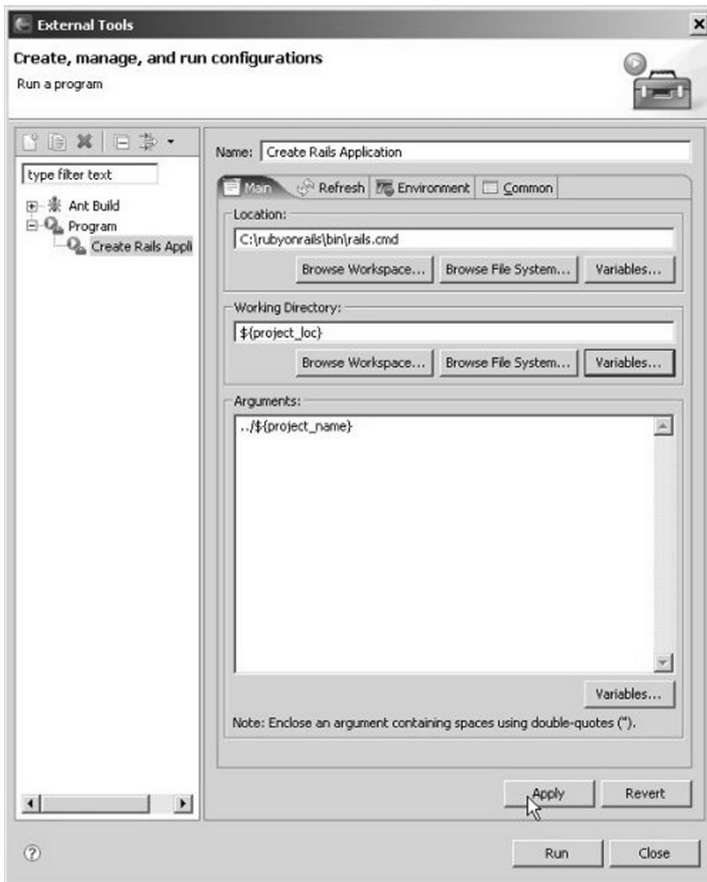 External Tools
Create, manage, and run configurations
Run a program
type filter text
Ant Build
Program
Create Rails Appli
Name: Create Rails Application
Main Refresh Environment Common
Location:
C:\rubyonrails\bin\rails.cmd
Browse Workspace... Browse File System... Variables...
Working Directory:
${project_loc}
Browse Workspace... Browse File System... Variables...
Arguments:
../${project_name}
Variables...
Note: Enclose an argument containing spaces using double-quotes (").
Apply Revert
Run Close